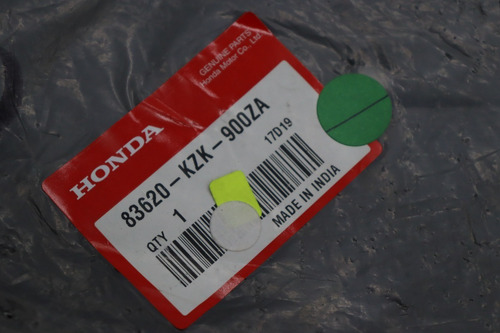 GENUINE PARTS
Honda Motor Co., Ltd.
HONDA
83620-KZK-900ZA
17D19
QTY 1
MADE IN INDIA